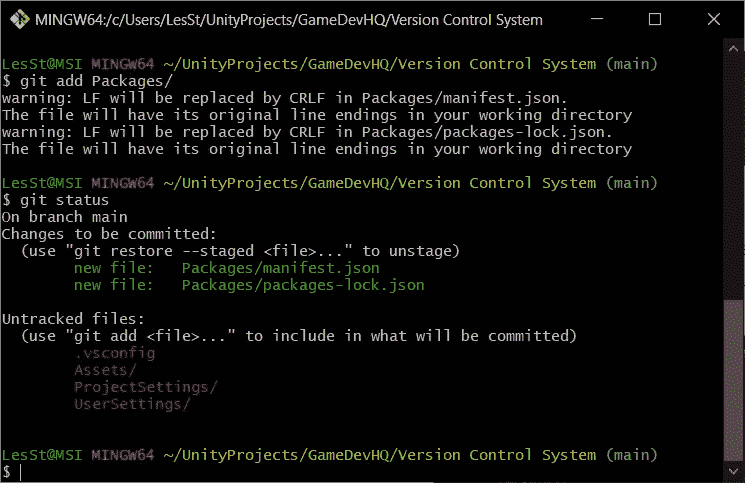 MINGW64:/c/Users/LesSt/UnityProjects/GameDevHQ/Version Control System
LesSt@MSI MINGW64 ~/UnityProjects/GameDevHQ/Version Control System (main)
$ git add Packages/
warning: LF will be replaced by CRLF in Packages/manifest.json.
The file will have its original line endings in your working directory
warning: LF will be replaced by CRLF in Packages/packages-lock.json.
The file will have its original line endings in your working directory
LesSt@MSI MINGW64 ~/UnityProjects/GameDevHQ/Version Control System (main)
$ git status
On branch main
Changes to be committed:
  (use "git restore --staged <file>..." to unstage)
        new file:   Packages/manifest.json
        new file:   Packages/packages-lock.json
Untracked files:
  (use "git add <file>..." to include in what will be committed)
        .vsconfig
        Assets/
        ProjectSettings/
        UserSettings/
LesSt@MSI MINGW64 ~/UnityProjects/GameDevHQ/Version Control System (main)
$